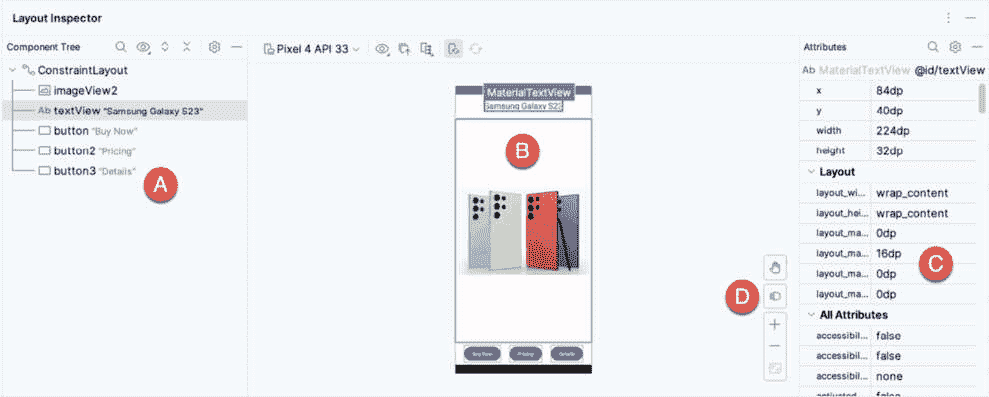 Layout Inspector
Component Tree
Pixel 4 API 33
Attributes
ConstraintLayout
imageView2
Ab textView "Samsung Galaxy S23"
button "Buy Now"
button2 "Pricing"
button3 "Details"
A
MaterialTextView
Samsung Galaxy S23
B
Buy Now
Pricing
Details
D
Ab MaterialTextView @id/textView
x 84dp
y 40dp
width 224dp
height 32dp
Layout
layout_wi... wrap_content
layout_hei... wrap_content
layout_ma... 0dp
layout_ma... 16dp
layout_ma... 0dp
layout_ma... 0dp
C
All Attributes
accessibil... false
accessibil... false
accessibil... none